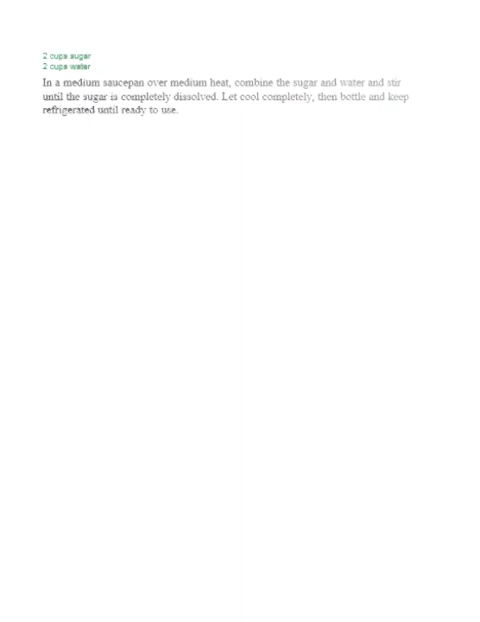 2 cups sugar
2 cups water
In a medium saucepan over medium heat, combine the sugar and water and stir
until the sugar is completely dissolved. Let cool completely, then bottle and keep
refrigerated until ready to use.